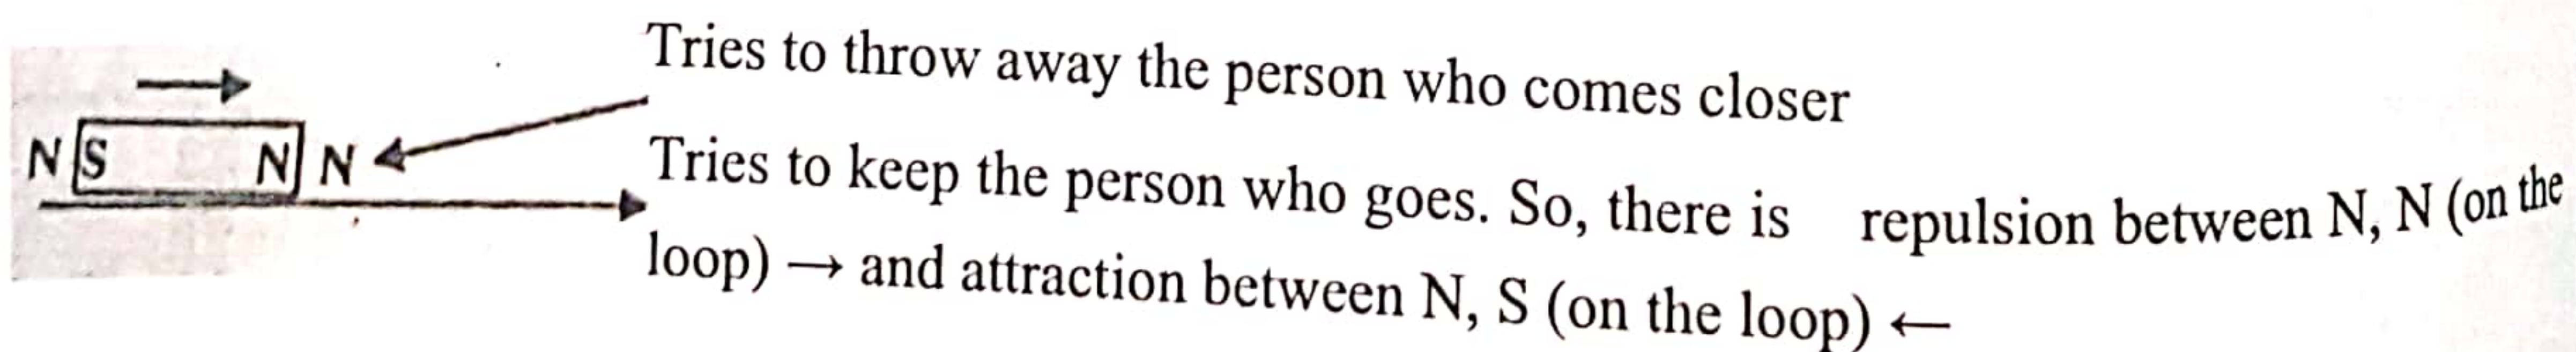 Tries to throw away the person who comes closer
N S N N
Tries to keep the person who goes. So, there is repulsion between N, N (on the
loop) → and attraction between N, S (on the loop) ←